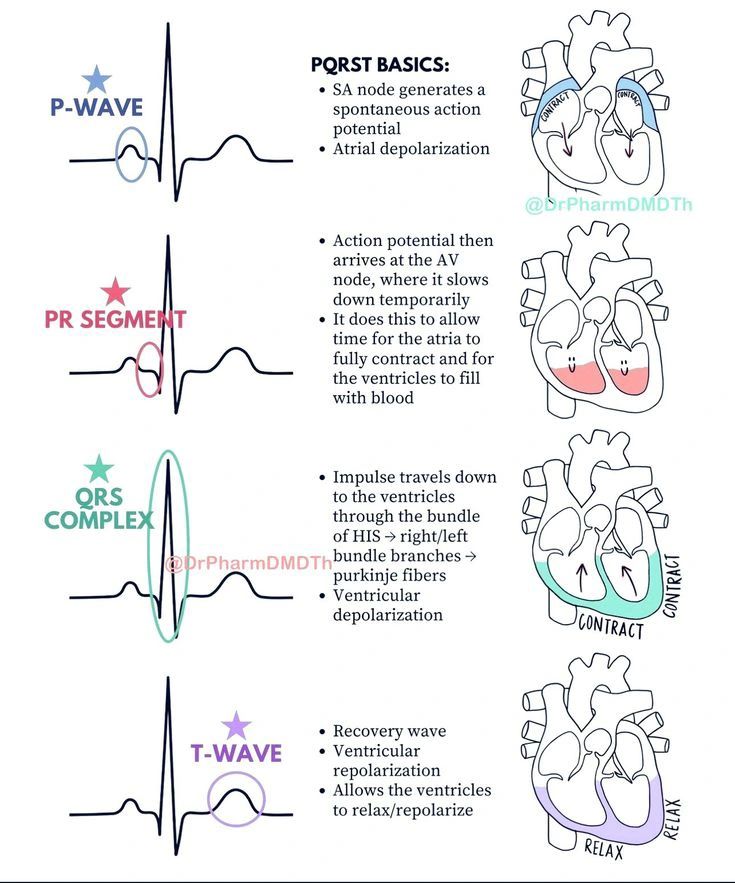 PQRST BASICS:
P-WAVE
• SA node generates a
spontaneous action
potential
• Atrial depolarization
CONTRACT
CONTRACT
@DrPharmDMDTh
PR SEGMENT
• Action potential then
arrives at the AV
node, where it slows
down temporarily
• It does this to allow
time for the atria to
fully contract and for
the ventricles to fill
with blood
QRS
COMPLEX
• Impulse travels down
to the ventricles
through the bundle
of HIS → right/left
bundle branches →
purkinje fibers
• Ventricular
depolarization
@DrPharmDMDTh
CONTRACT
CONTRACT
T-WAVE
• Recovery wave
• Ventricular
repolarization
• Allows the ventricles
to relax/repolarize
RELAX
RELAX